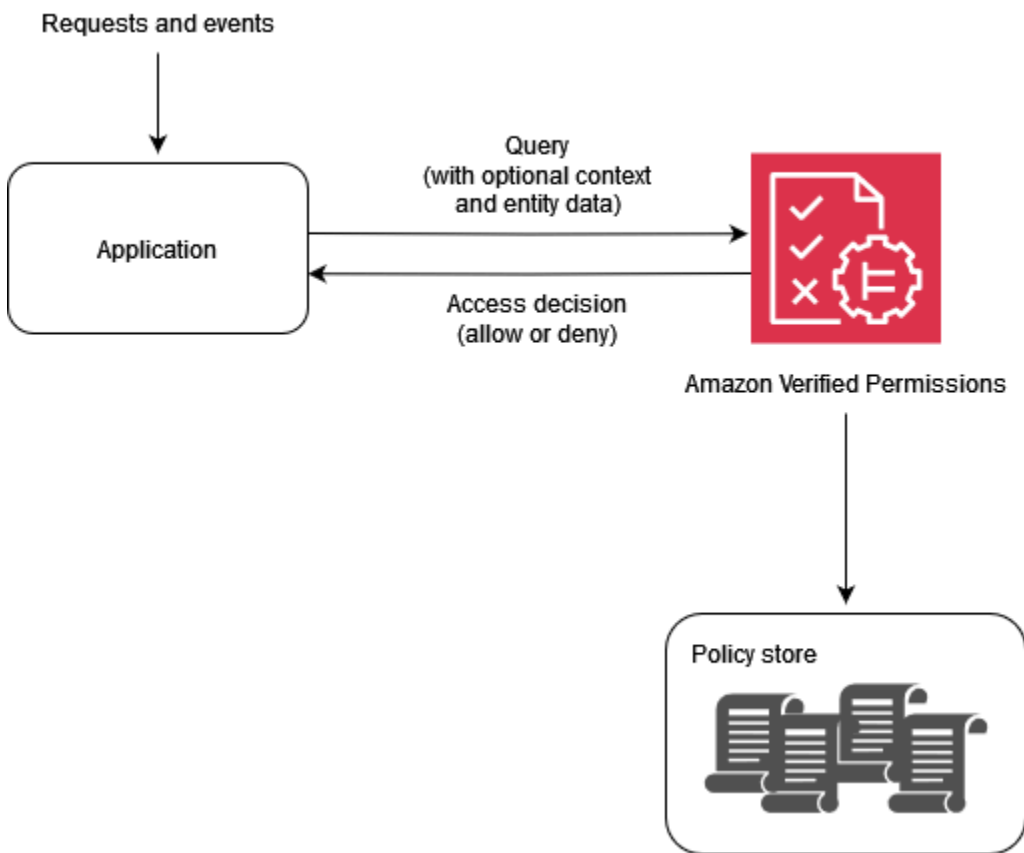 Requests and events
Application
Query
(with optional context
and entity data)
Access decision
(allow or deny)
Amazon Verified Permissions
Policy store